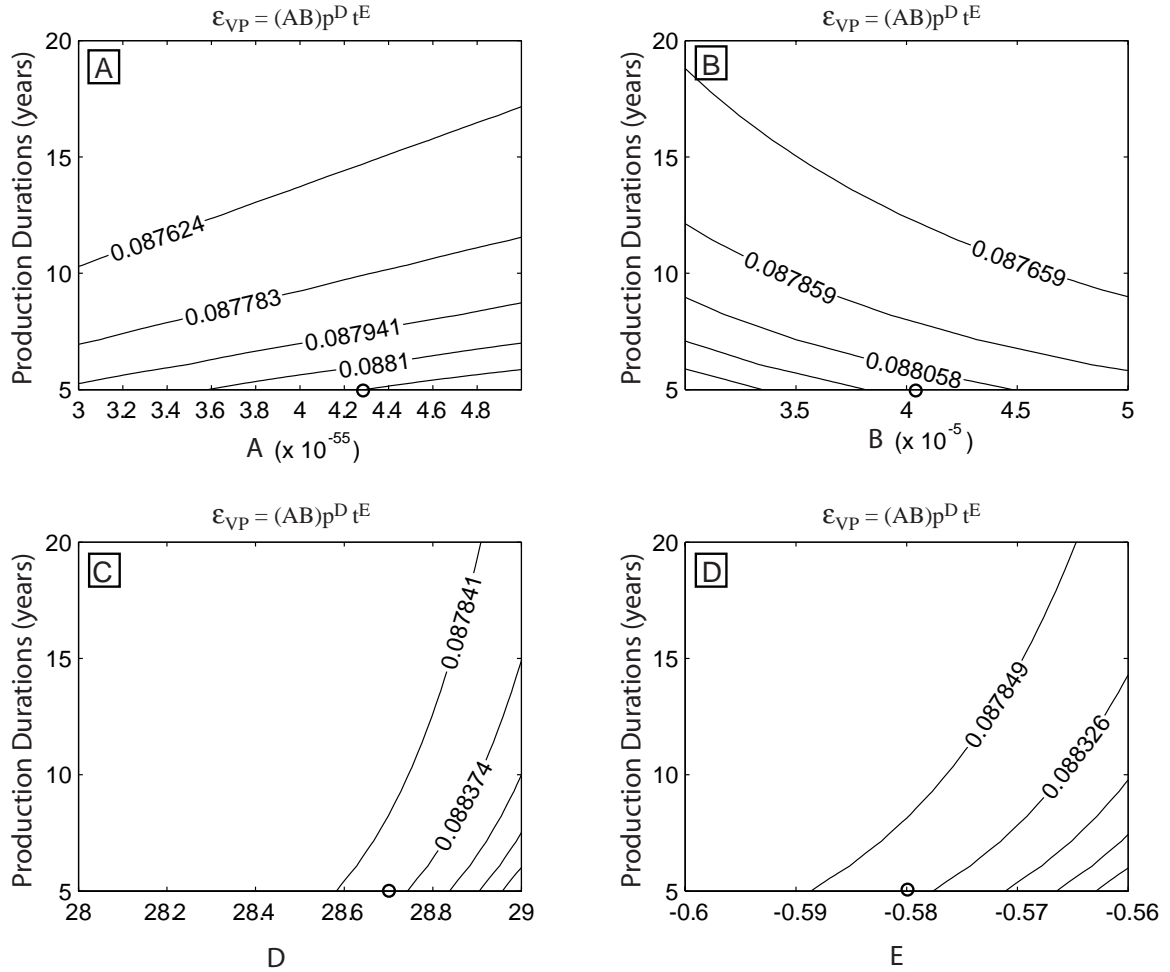 ε_VP = (AB)p^D t^E
A
Production Durations (years)
20
15
10
5
0.087624
0.087783
0.087941
0.0881
3 3.2 3.4 3.6 3.8 4 4.2 4.4 4.6 4.8
A (x 10^-55)
ε_VP = (AB)p^D t^E
B
Production Durations (years)
20
15
10
5
0.087659
0.087859
0.088058
3.5 4 4.5 5
B (x 10^-5)
ε_VP = (AB)p^D t^E
C
Production Durations (years)
20
15
10
5
0.087841
0.088374
28 28.2 28.4 28.6 28.8 29
D
ε_VP = (AB)p^D t^E
D
Production Durations (years)
20
15
10
5
0.087849
0.088326
-0.6 -0.59 -0.58 -0.57 -0.56
E